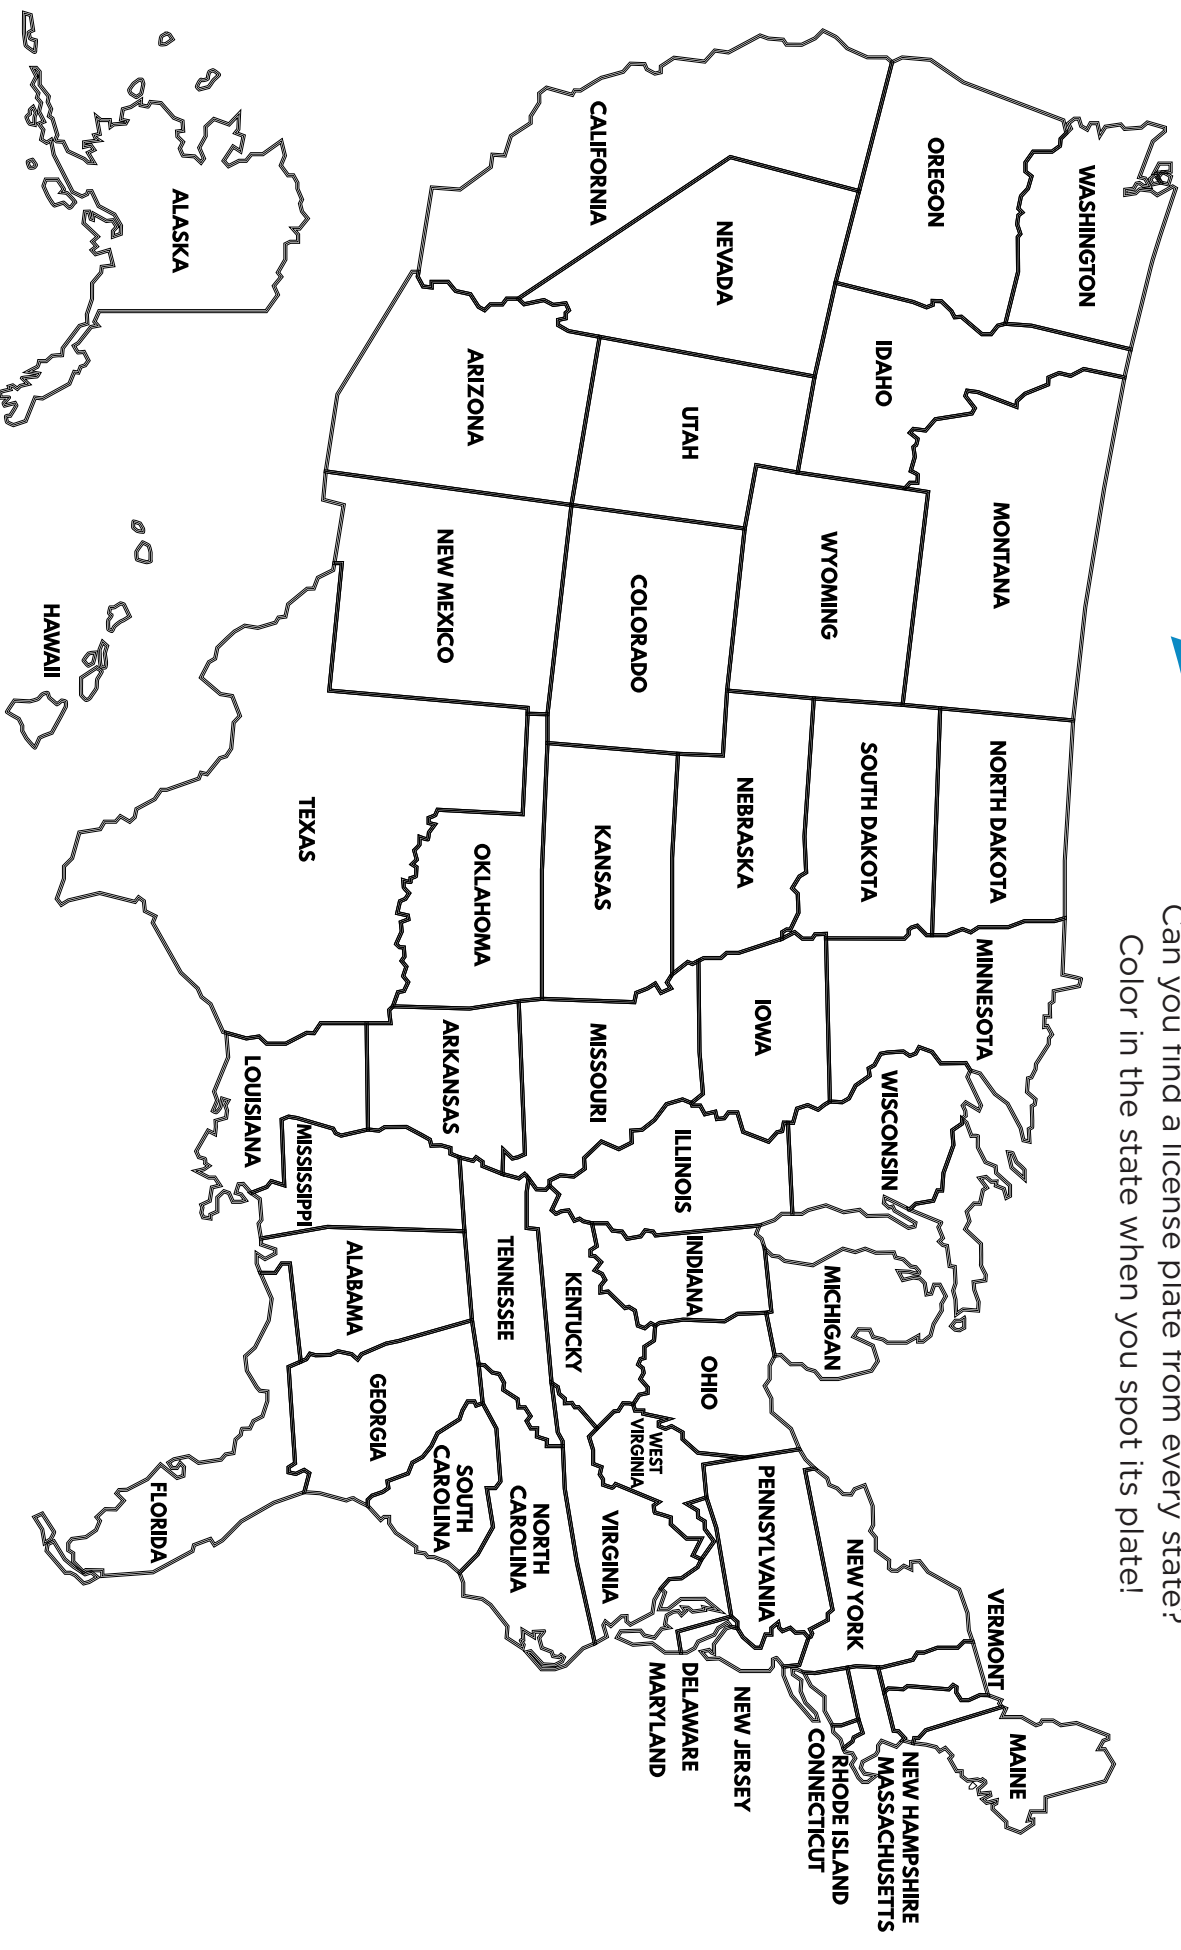 Can you find a license plate from every state?
Color in the state when you spot its plate!
WASHINGTON
OREGON
CALIFORNIA
NEVADA
IDAHO
MONTANA
WYOMING
UTAH
ARIZONA
COLORADO
NEW MEXICO
NORTH DAKOTA
SOUTH DAKOTA
NEBRASKA
KANSAS
OKLAHOMA
TEXAS
MINNESOTA
IOWA
MISSOURI
ARKANSAS
LOUISIANA
WISCONSIN
ILLINOIS
MISSISSIPPI
MICHIGAN
INDIANA
KENTUCKY
TENNESSEE
ALABAMA
OHIO
WEST
VIRGINIA
GEORGIA
FLORIDA
SOUTH
CAROLINA
NORTH
CAROLINA
VIRGINIA
PENNSYLVANIA
NEW YORK
VERMONT
MAINE
NEW HAMPSHIRE
MASSACHUSETTS
RHODE ISLAND
CONNECTICUT
NEW JERSEY
DELAWARE
MARYLAND
ALASKA
HAWAII